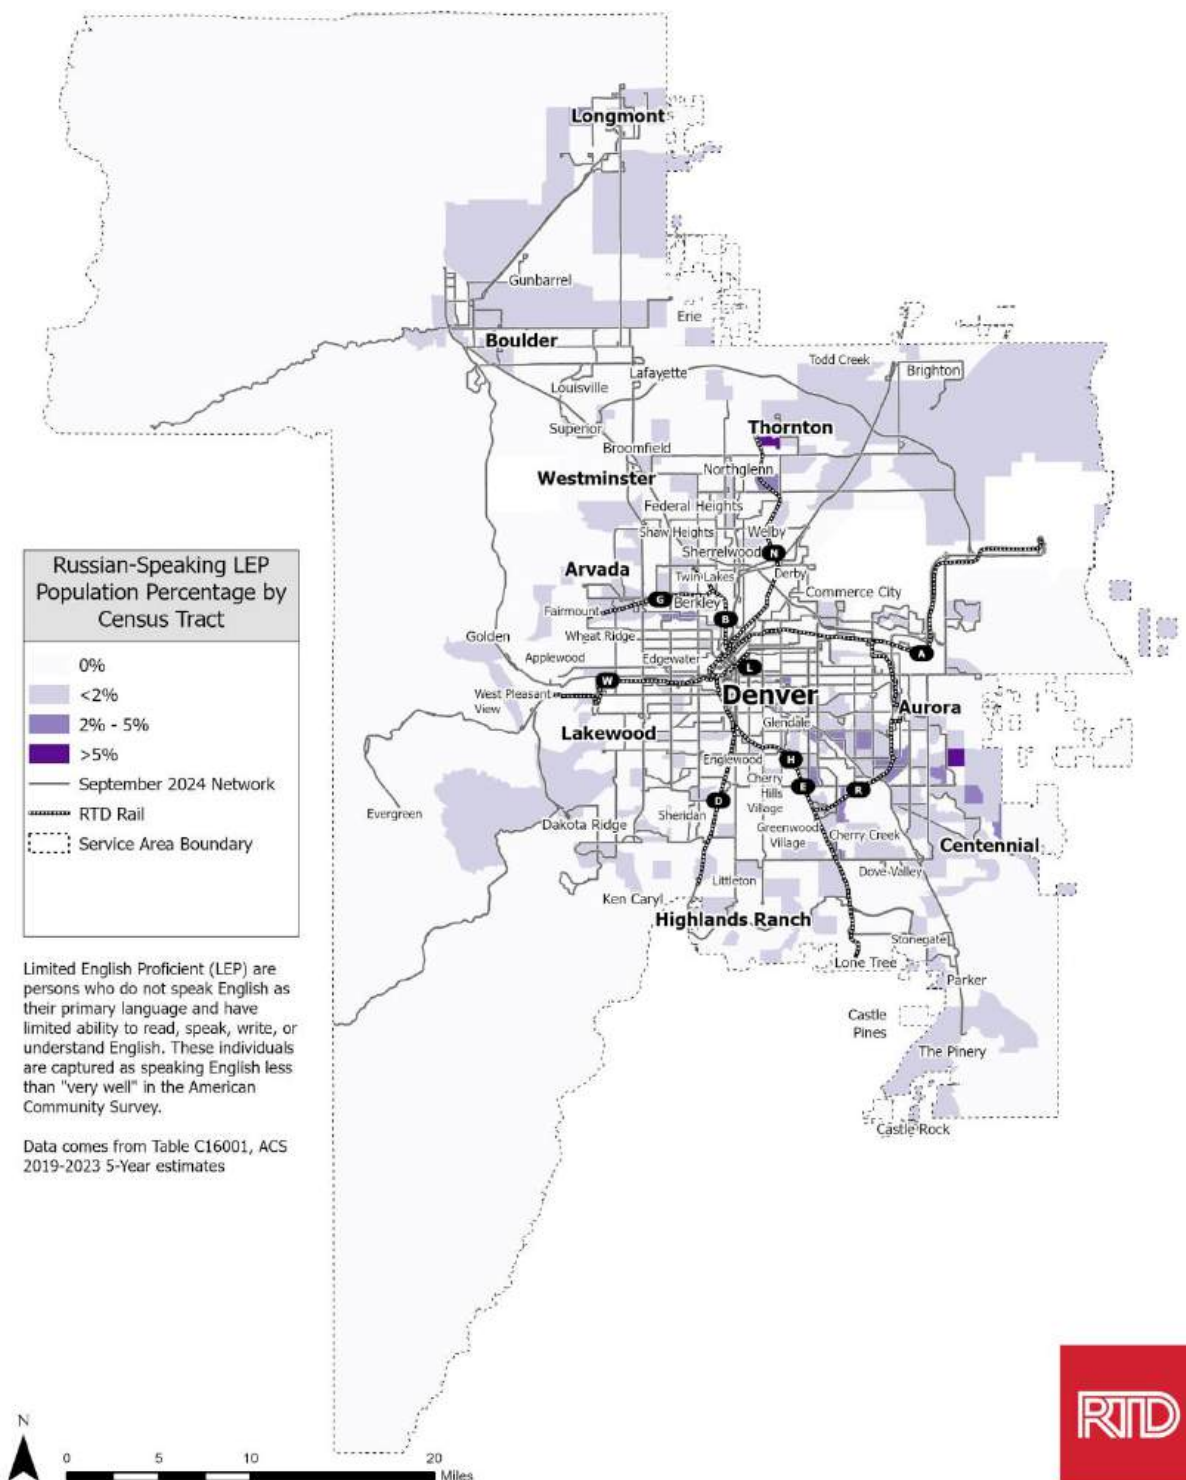 Longmont
Gunbarrel
Erie
Boulder
Todd Creek
Brighton
Lafayette
Louisville
Superior
Thornton
Broomfield
Northglenn
Westminster
Federal Heights
Shaw Heights
Welby
Sherrelwood
N
Arvada
Twin Lakes
Derby
Commerce City
G
Berkley
Fairmount
B
Golden
Wheat Ridge
Applewood
Edgewater
A
L
W
West Pleasant
View
Denver
Aurora
Glendale
Lakewood
Englewood
H
Cherry
Hills
Village
E
R
D
Evergreen
Sheridan
Dakota Ridge
Greenwood
Village
Cherry Creek
Centennial
Dove Valley
Littleton
Ken Caryl
Highlands Ranch
Stonegate
Lone Tree
Parker
Castle
Pines
The Pinery
Castle Rock
Russian-Speaking LEP
Population Percentage by
Census Tract
0%
<2%
2% - 5%
>5%
September 2024 Network
RTD Rail
Service Area Boundary
Limited English Proficient (LEP) are
persons who do not speak English as
their primary language and have
limited ability to read, speak, write, or
understand English. These individuals
are captured as speaking English less
than "very well" in the American
Community Survey.
Data comes from Table C16001, ACS
2019-2023 5-Year estimates
N
0 5 10 20
Miles
RTD